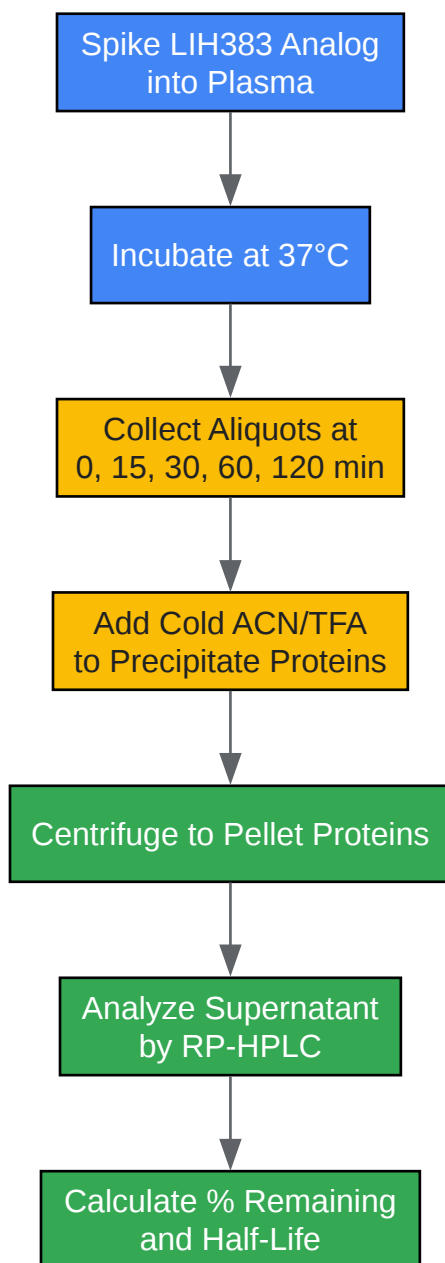 Spike LIH383 Analog
into Plasma
Incubate at 37°C
Collect Aliquots at
0, 15, 30, 60, 120 min
Add Cold ACN/TFA
to Precipitate Proteins
Centrifuge to Pellet Proteins
Analyze Supernatant
by RP-HPLC
Calculate % Remaining
and Half-Life